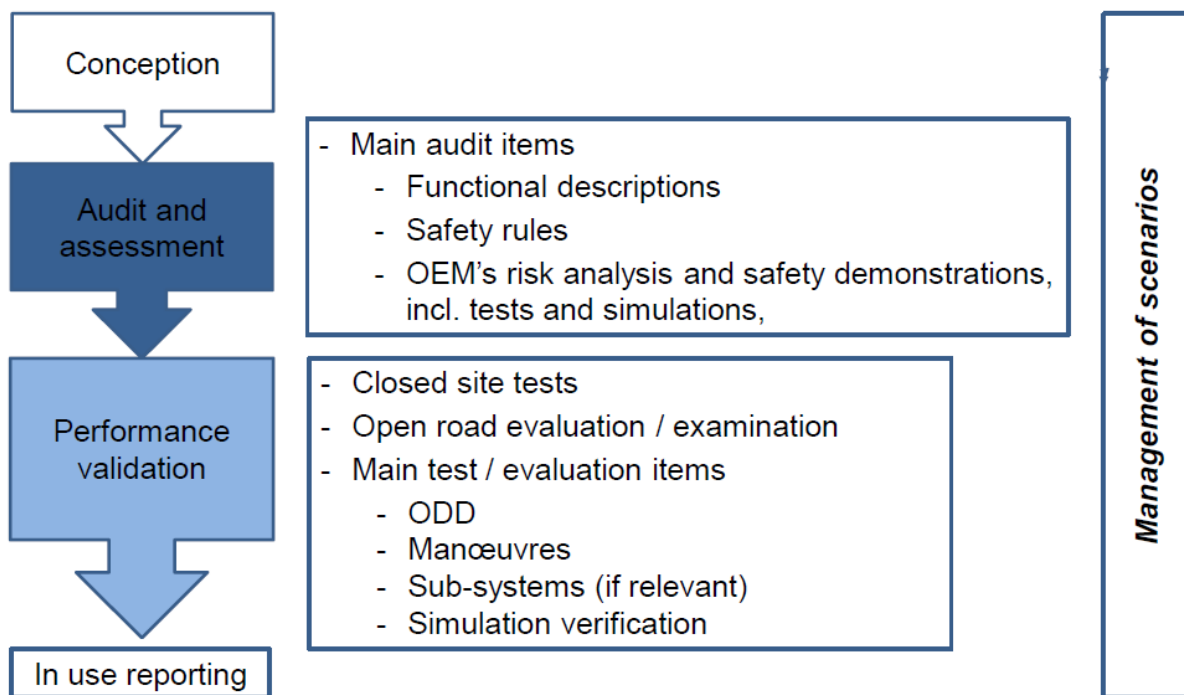 Conception
Audit and
assessment
- Main audit items
- Functional descriptions
- Safety rules
- OEM's risk analysis and safety demonstrations,
incl. tests and simulations,
Performance
validation
- Closed site tests
- Open road evaluation / examination
- Main test / evaluation items
- ODD
- Manœuvres
- Sub-systems (if relevant)
- Simulation verification
In use reporting
Management of scenarios